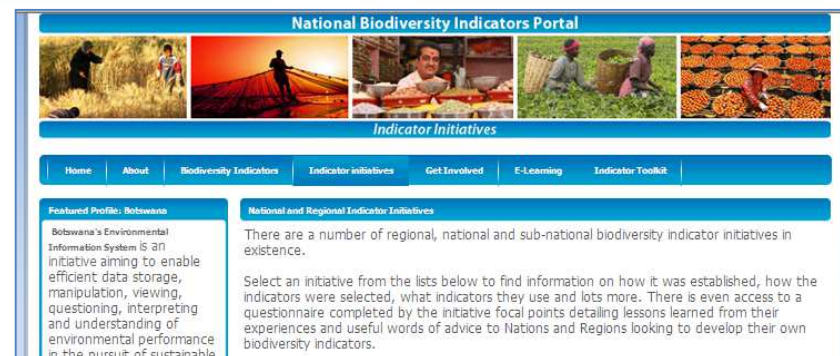 National Biodiversity Indicators Portal
Indicator Initiatives
Home About Biodiversity Indicators Indicator initiatives Get Involved E-Learning Indicator Toolkit
Featured Profile: Botswana
Botswana's Environmental
Information System is an
initiative aiming to enable
efficient data storage,
manipulation, viewing,
questioning, interpreting
and understanding of
environmental performance
in the pursuit of sustainable
National and Regional Indicator Initiatives
There are a number of regional, national and sub-national biodiversity indicator initiatives in
existence.
Select an initiative from the lists below to find information on how it was established, how the
indicators were selected, what indicators they use and lots more. There is even access to a
questionnaire completed by the initiative focal points detailing lessons learned from their
experiences and useful words of advice to Nations and Regions looking to develop their own
biodiversity indicators.